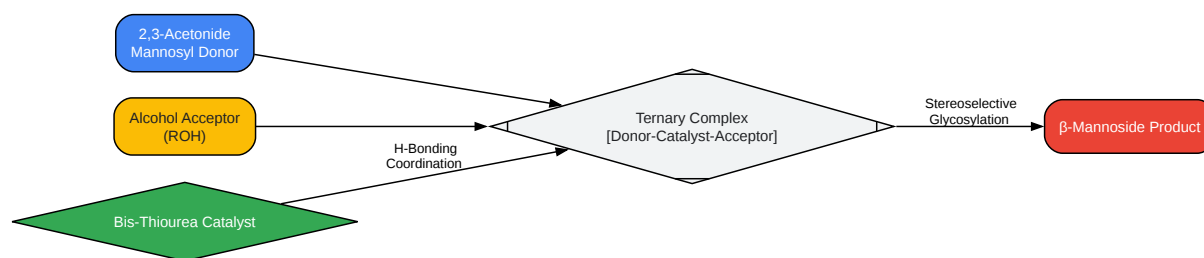 2,3-Acetonide
Mannosyl Donor
Alcohol Acceptor
(ROH)
H-Bonding
Coordination
Bis-Thiourea Catalyst
Ternary Complex
[Donor-Catalyst-Acceptor]
Stereoselective
Glycosylation
β-Mannoside Product